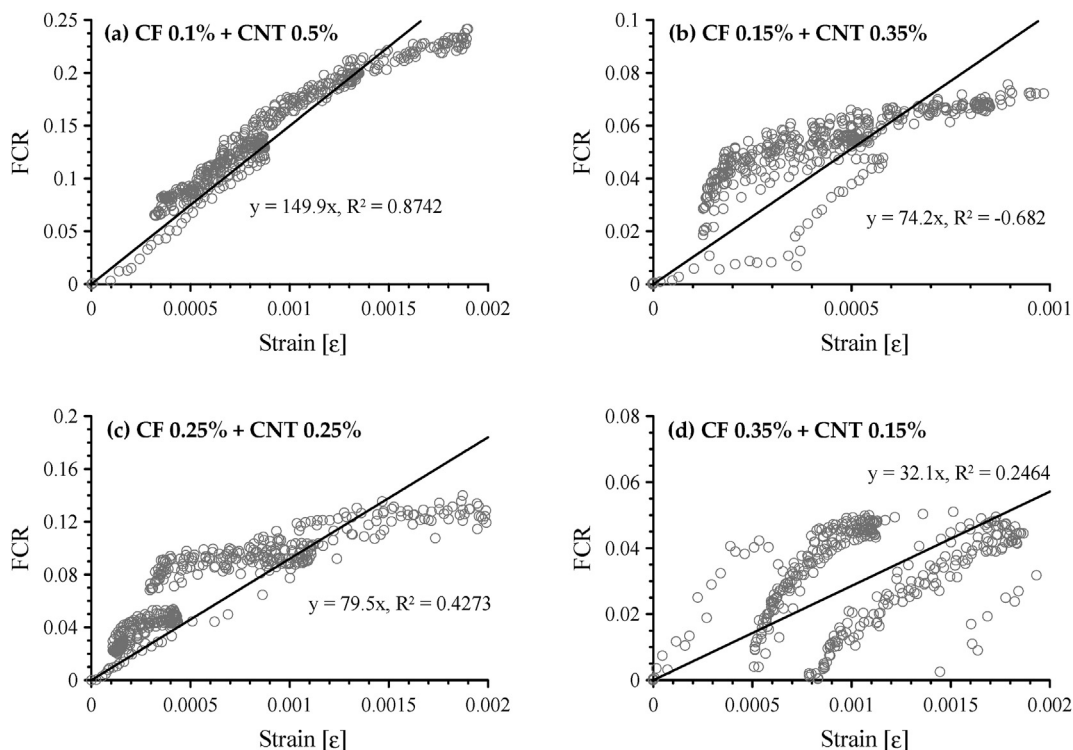 (a) CF 0.1% + CNT 0.5%
0.25
0.2
0.15
0.1
0.05
0
FCR
y = 149.9x, R² = 0.8742
0 0.0005 0.001 0.0015 0.002
Strain [ε]
(b) CF 0.15% + CNT 0.35%
0.1
0.08
0.06
0.04
0.02
0
FCR
y = 74.2x, R² = -0.682
0 0.0005 0.001
Strain [ε]
(c) CF 0.25% + CNT 0.25%
0.2
0.16
0.12
0.08
0.04
0
FCR
y = 79.5x, R² = 0.4273
0 0.0005 0.001 0.0015 0.002
Strain [ε]
(d) CF 0.35% + CNT 0.15%
0.08
0.06
0.04
0.02
0
FCR
y = 32.1x, R² = 0.2464
0 0.0005 0.001 0.0015 0.002
Strain [ε]